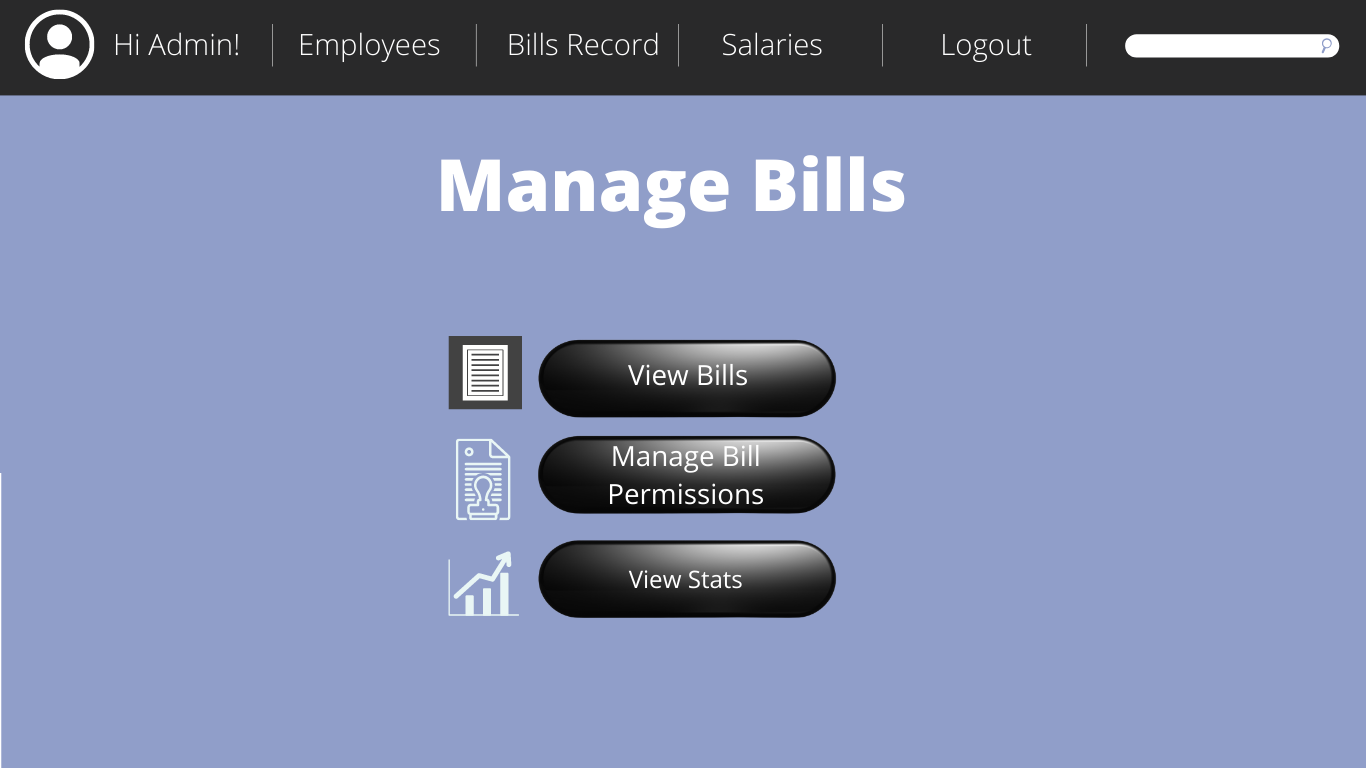 Hi Admin!
Employees
Bills Record
Salaries
Logout
Manage Bills
View Bills
Manage Bill
Permissions
View Stats